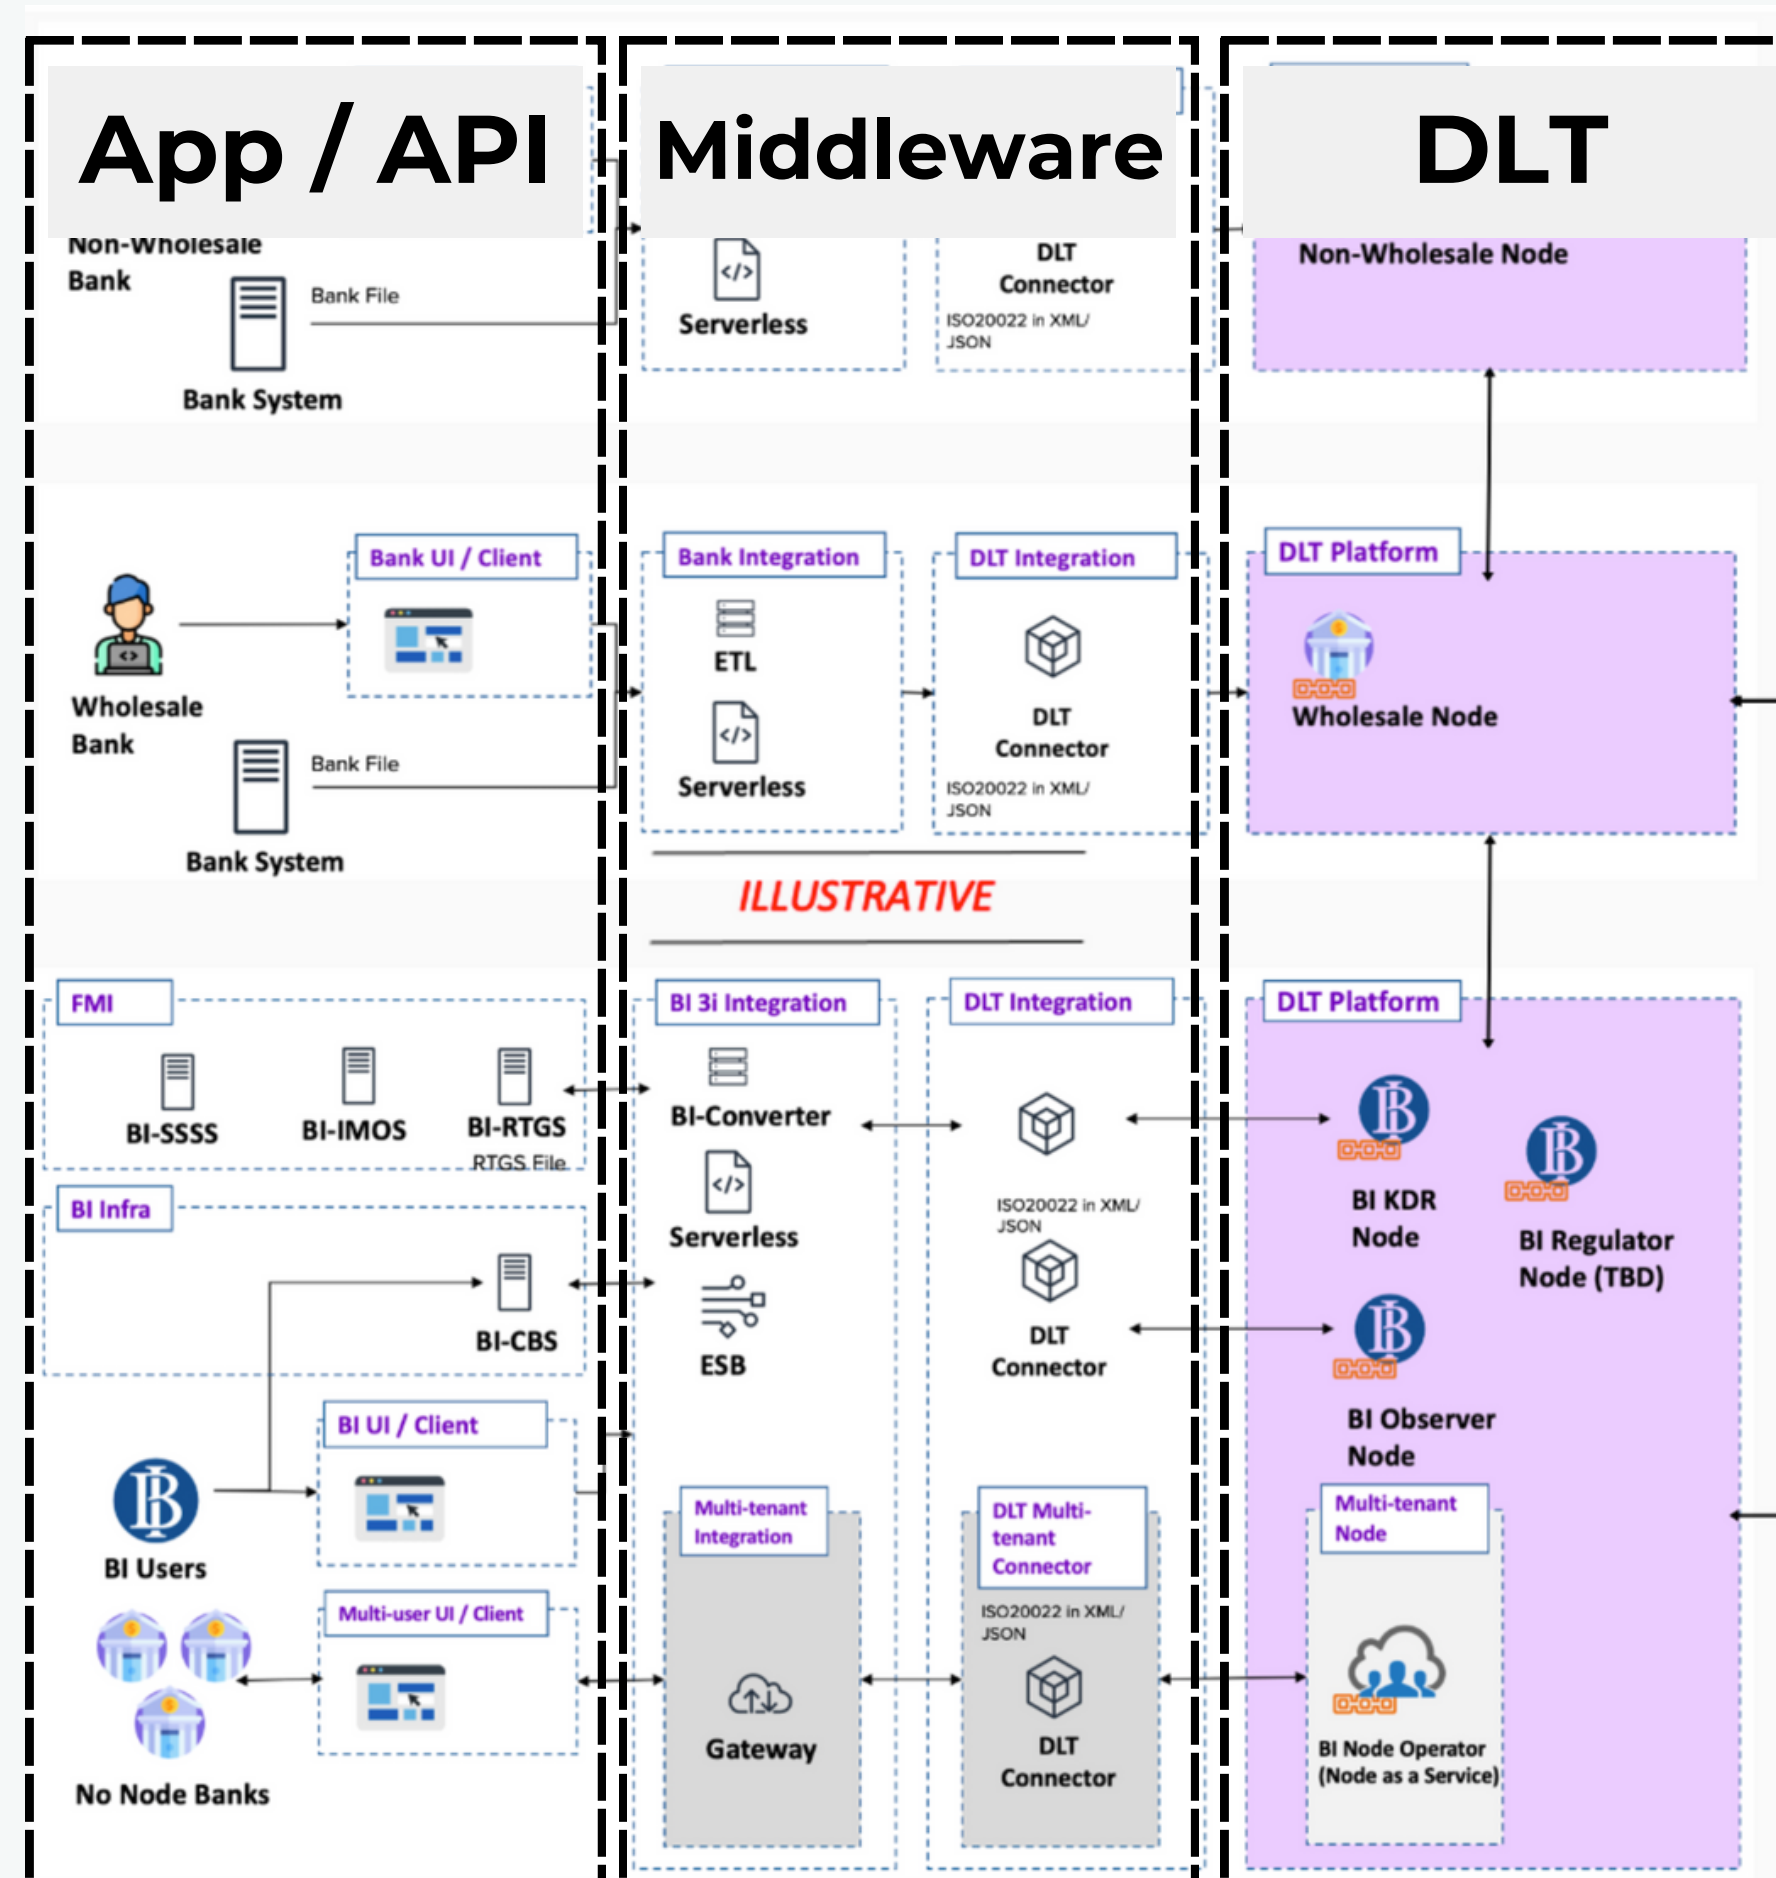 App / API
Middleware
DLT
Non-Wholesale
Bank
Bank File
Bank System
</>
Serverless
DLT
Connector
ISO20022 in XML/
JSON
Non-Wholesale Node
Bank UI / Client
Bank Integration
DLT Integration
DLT Platform
Wholesale
Bank
Bank File
Bank System
ETL
</>
Serverless
DLT
Connector
ISO20022 in XML/
JSON
Wholesale Node
ILLUSTRATIVE
FMI
BI-SSSS
BI-IMOS
BI-RTGS
RTGS File
BI 3i Integration
BI-Converter
</>
Serverless
ESB
DLT Integration
ISO20022 in XML/
JSON
DLT
Connector
DLT Platform
BI KDR
Node
BI Regulator
Node (TBD)
BI Observer
Node
BI Infra
BI-CBS
BI UI / Client
BI Users
Multi-user UI / Client
No Node Banks
Multi-tenant
Integration
Gateway
DLT Multi-
tenant
Connector
ISO20022 in XML/
JSON
DLT
Connector
Multi-tenant
Node
BI Node Operator
(Node as a Service)